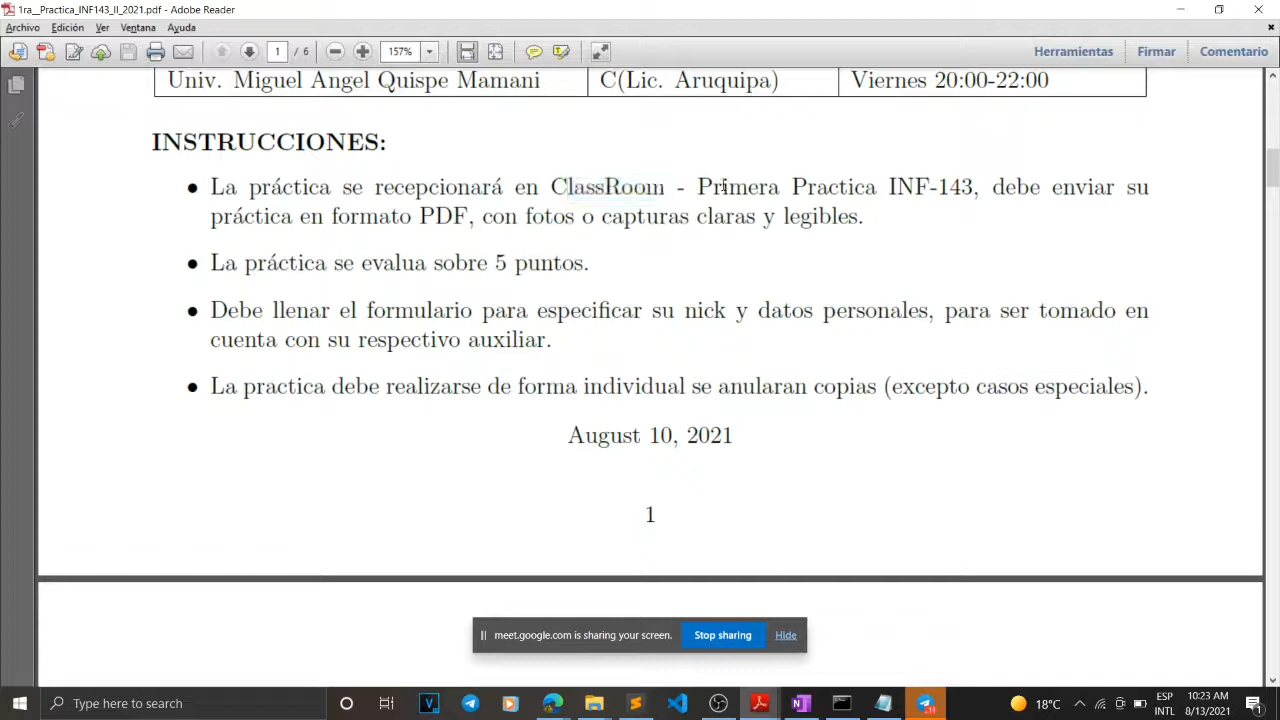 1ra__Practica_INF143_II_2021.pdf - Adobe Reader
Archivo Edición Ver Ventana Ayuda
1 / 6 157% Herramientas Firmar Comentario
Univ. Miguel Angel Quispe Mamani C(Lic. Aruquipa) Viernes 20:00-22:00
INSTRUCCIONES:
• La práctica se recepcionará en ClassRoom - Primera Practica INF-143, debe enviar su
práctica en formato PDF, con fotos o capturas claras y legibles.
• La práctica se evalua sobre 5 puntos.
• Debe llenar el formulario para especificar su nick y datos personales, para ser tomado en
cuenta con su respectivo auxiliar.
• La practica debe realizarse de forma individual se anularan copias (excepto casos especiales).
August 10, 2021
1
meet.google.com is sharing your screen. Stop sharing Hide
Type here to search
18°C
ESP
INTL
10:23 AM
8/13/2021